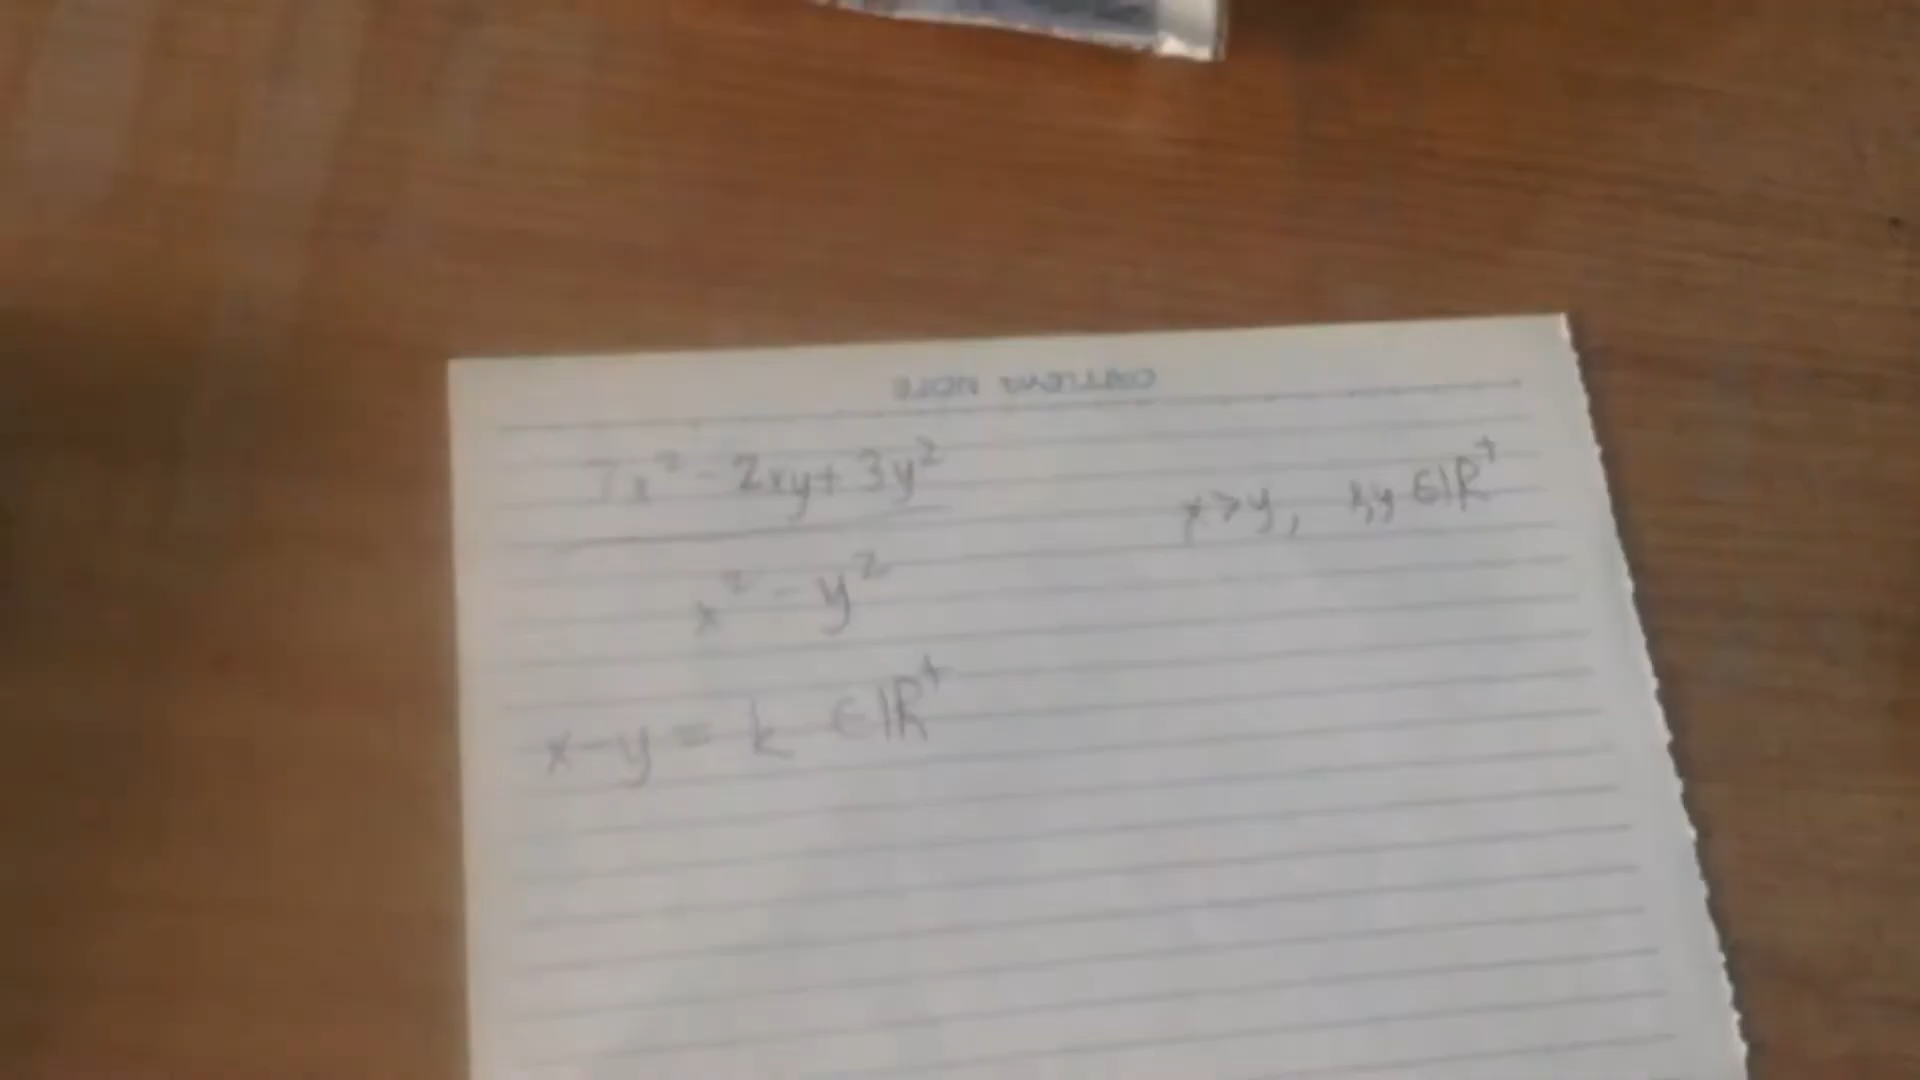 7x² - 2xy + 3y²
x > y, x,y ∈ ℝ⁺
x² - y²
x - y = k ∈ ℝ⁺